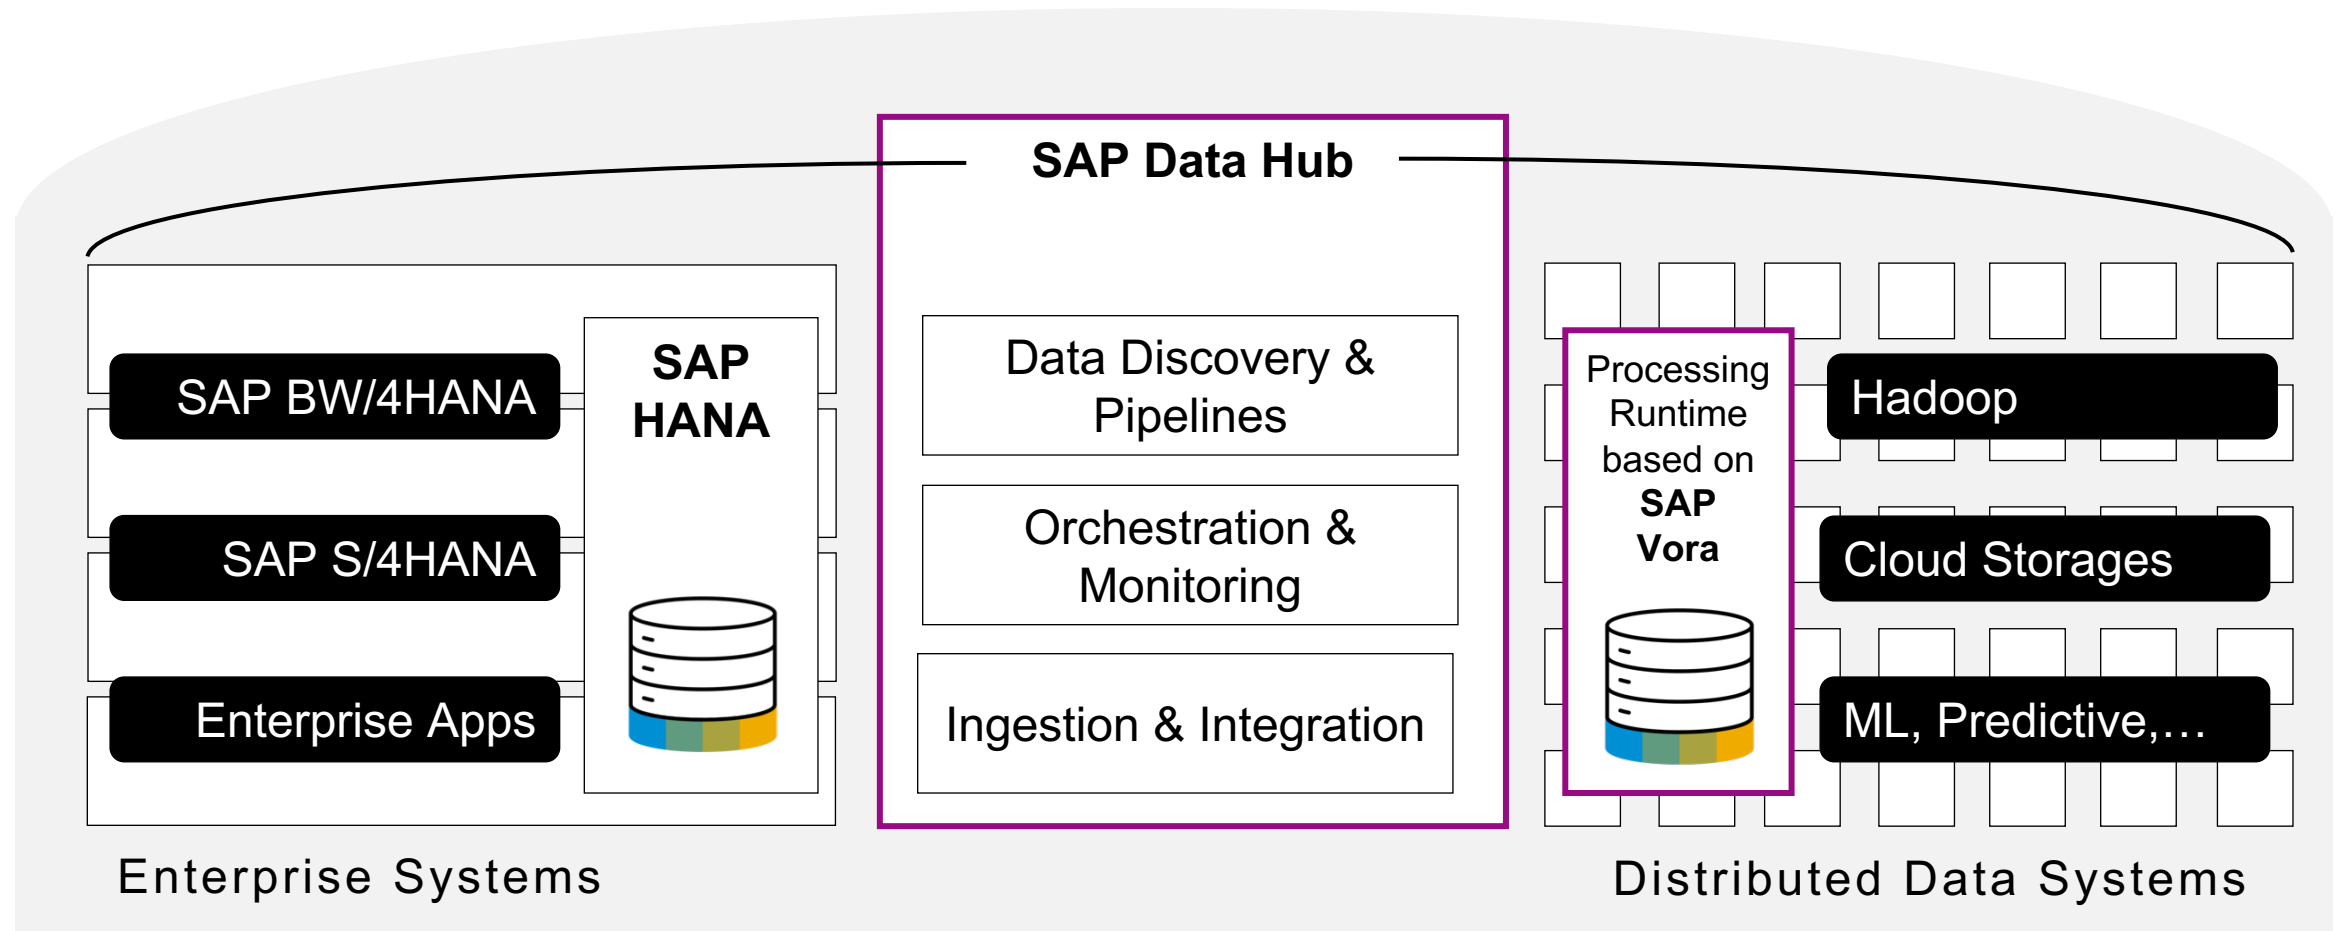 SAP Data Hub
SAP BW/4HANA
SAP S/4HANA
Enterprise Apps
SAP
HANA
Data Discovery &
Pipelines
Orchestration &
Monitoring
Ingestion & Integration
Processing
Runtime
based on
SAP
Vora
Hadoop
Cloud Storages
ML, Predictive,…
Enterprise Systems
Distributed Data Systems